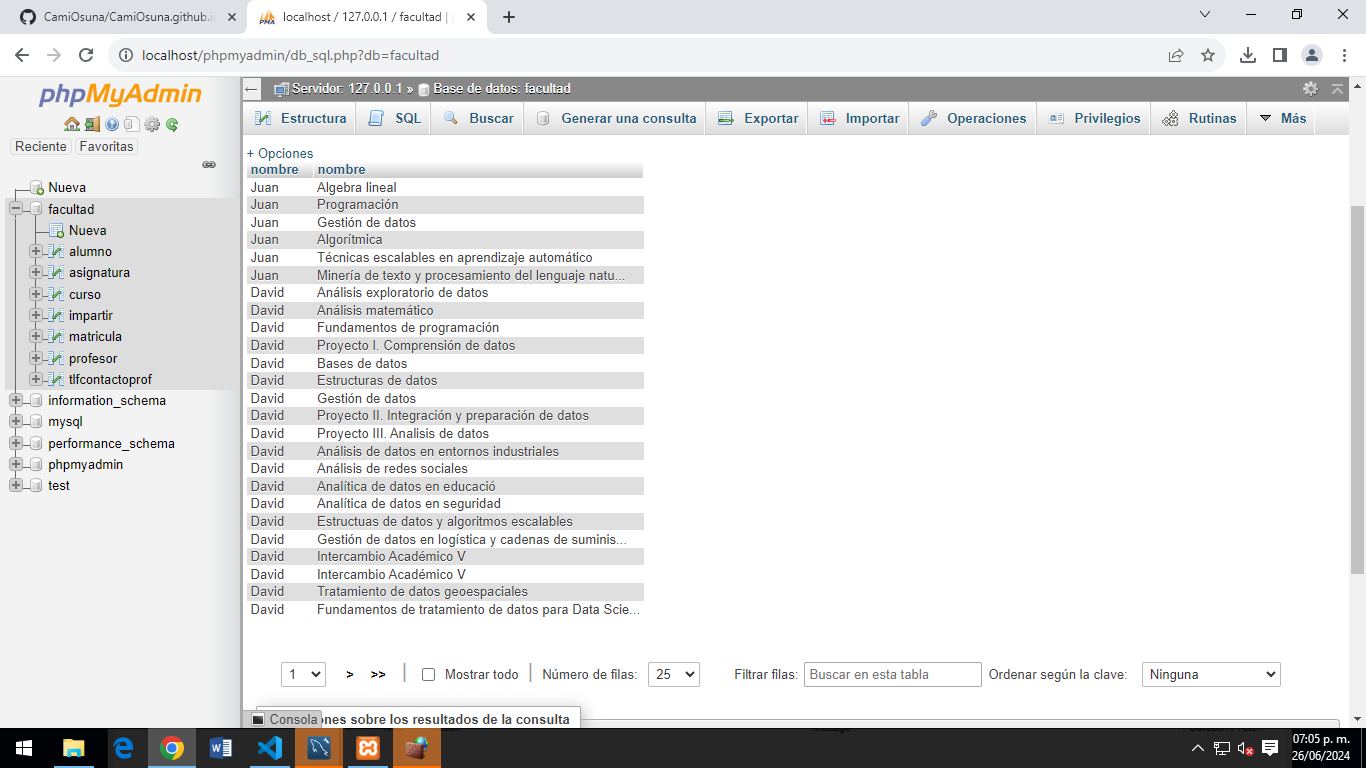 CamiOsuna/CamiOsuna.github.i
localhost / 127.0.0.1 / facultad |
localhost/phpmyadmin/db_sql.php?db=facultad
phpMyAdmin
Reciente Favoritas
Nueva
facultad
Nueva
alumno
asignatura
curso
impartir
matricula
profesor
tlfcontactoprof
information_schema
mysql
performance_schema
phpmyadmin
test
Servidor: 127.0.0.1 » Base de datos: facultad
Estructura SQL Buscar Generar una consulta Exportar Importar Operaciones Privilegios Rutinas Más
+ Opciones
nombre nombre
Juan Algebra lineal
Juan Programación
Juan Gestión de datos
Juan Algorítmica
Juan Técnicas escalables en aprendizaje automático
Juan Minería de texto y procesamiento del lenguaje natu...
David Análisis exploratorio de datos
David Análisis matemático
David Fundamentos de programación
David Proyecto I. Comprensión de datos
David Bases de datos
David Estructuras de datos
David Gestión de datos
David Proyecto II. Integración y preparación de datos
David Proyecto III. Analisis de datos
David Análisis de datos en entornos industriales
David Análisis de redes sociales
David Analítica de datos en educació
David Analítica de datos en seguridad
David Estructuas de datos y algoritmos escalables
David Gestión de datos en logística y cadenas de suminis...
David Intercambio Académico V
David Intercambio Académico V
David Tratamiento de datos geoespaciales
David Fundamentos de tratamiento de datos para Data Scie...
1 > >> Mostrar todo Número de filas: 25 Filtrar filas: Buscar en esta tabla Ordenar según la clave: Ninguna
Consola
ones sobre los resultados de la consulta
07:05 p. m.
26/06/2024